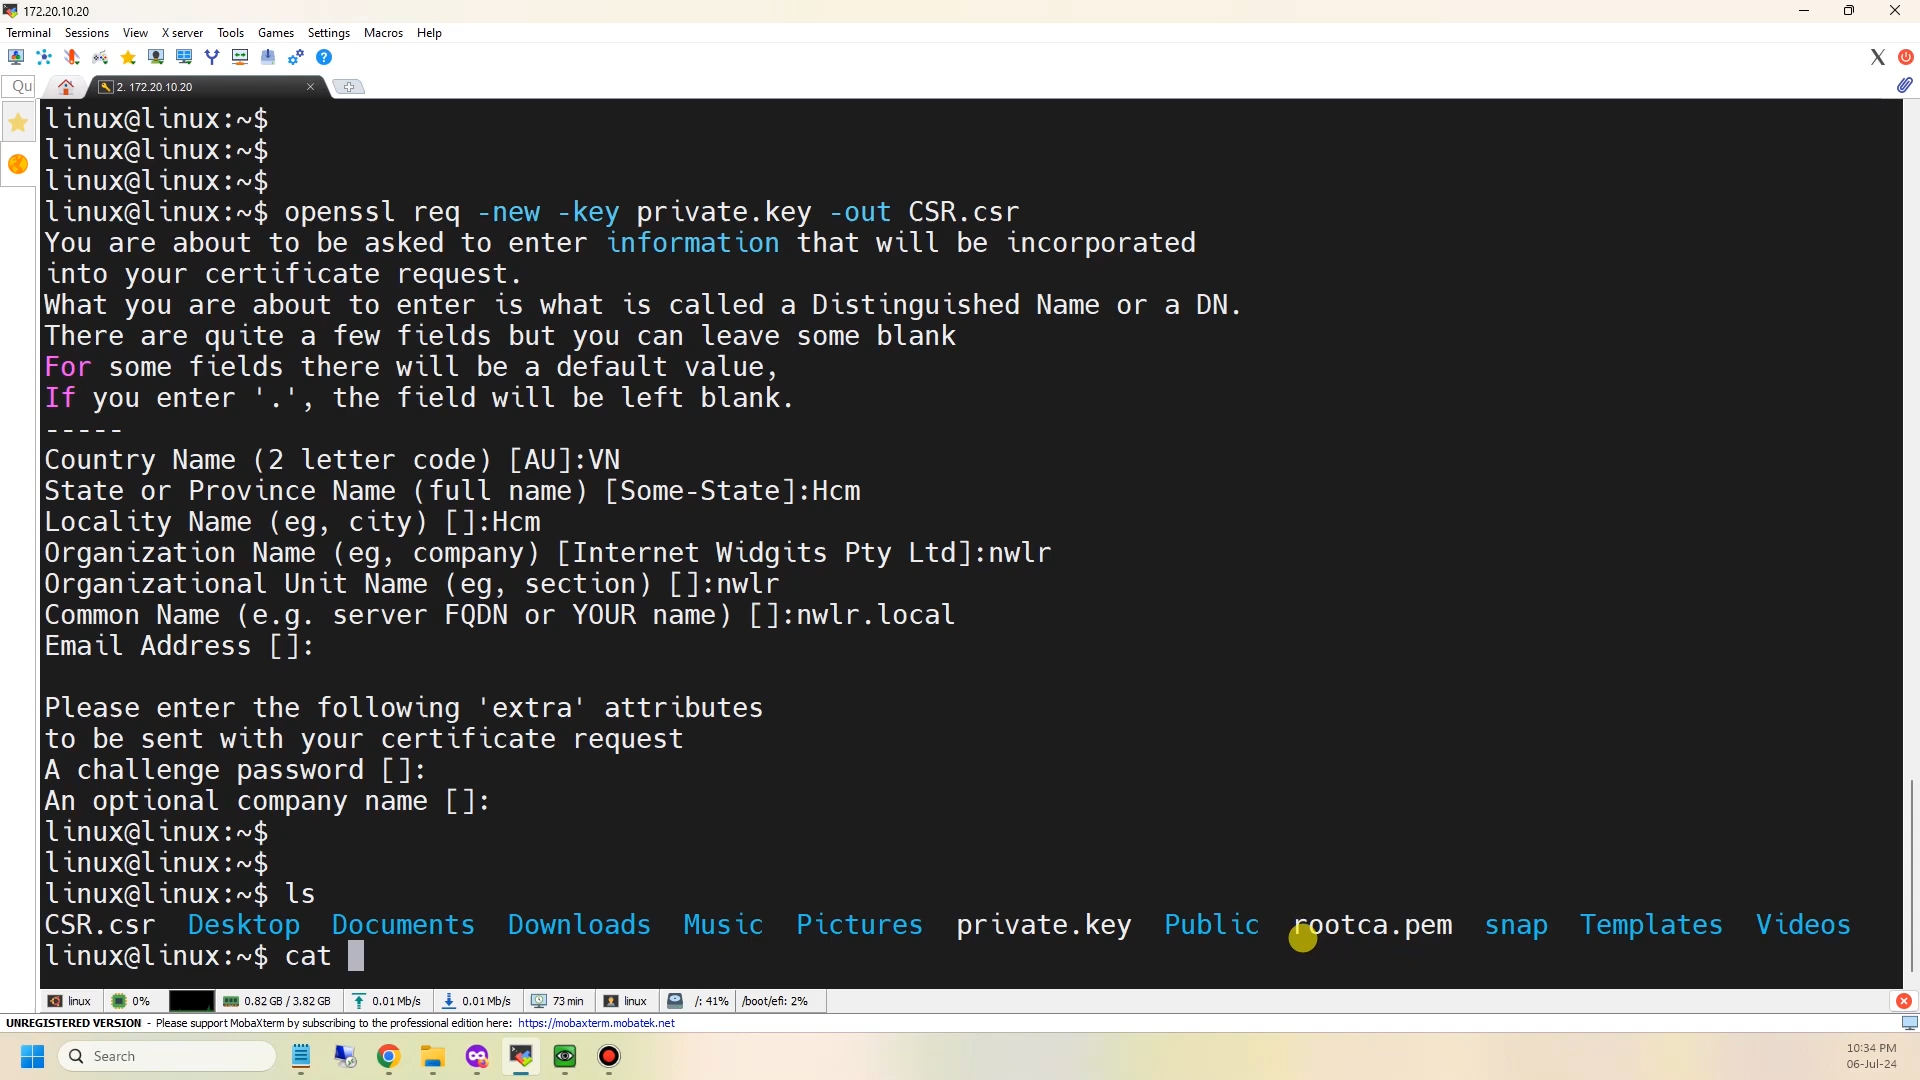 172.20.10.20
Terminal Sessions View X server Tools Games Settings Macros Help
Qu
2. 172.20.10.20
linux@linux:~$
linux@linux:~$
linux@linux:~$
linux@linux:~$ openssl req -new -key private.key -out CSR.csr
You are about to be asked to enter information that will be incorporated
into your certificate request.
What you are about to enter is what is called a Distinguished Name or a DN.
There are quite a few fields but you can leave some blank
For some fields there will be a default value,
If you enter '.', the field will be left blank.
-----
Country Name (2 letter code) [AU]:VN
State or Province Name (full name) [Some-State]:Hcm
Locality Name (eg, city) []:Hcm
Organization Name (eg, company) [Internet Widgits Pty Ltd]:nwlr
Organizational Unit Name (eg, section) []:nwlr
Common Name (e.g. server FQDN or YOUR name) []:nwlr.local
Email Address []:
Please enter the following 'extra' attributes
to be sent with your certificate request
A challenge password []:
An optional company name []:
linux@linux:~$
linux@linux:~$
linux@linux:~$ ls
CSR.csr Desktop Documents Downloads Music Pictures private.key Public rootca.pem snap Templates Videos
linux@linux:~$ cat
linux 0% 0.82 GB / 3.82 GB 0.01 Mb/s 0.01 Mb/s 73 min linux /: 41% /boot/efi: 2%
UNREGISTERED VERSION - Please support MobaXterm by subscribing to the professional edition here: https://mobaxterm.mobatek.net
Search
10:34 PM
06-Jul-24